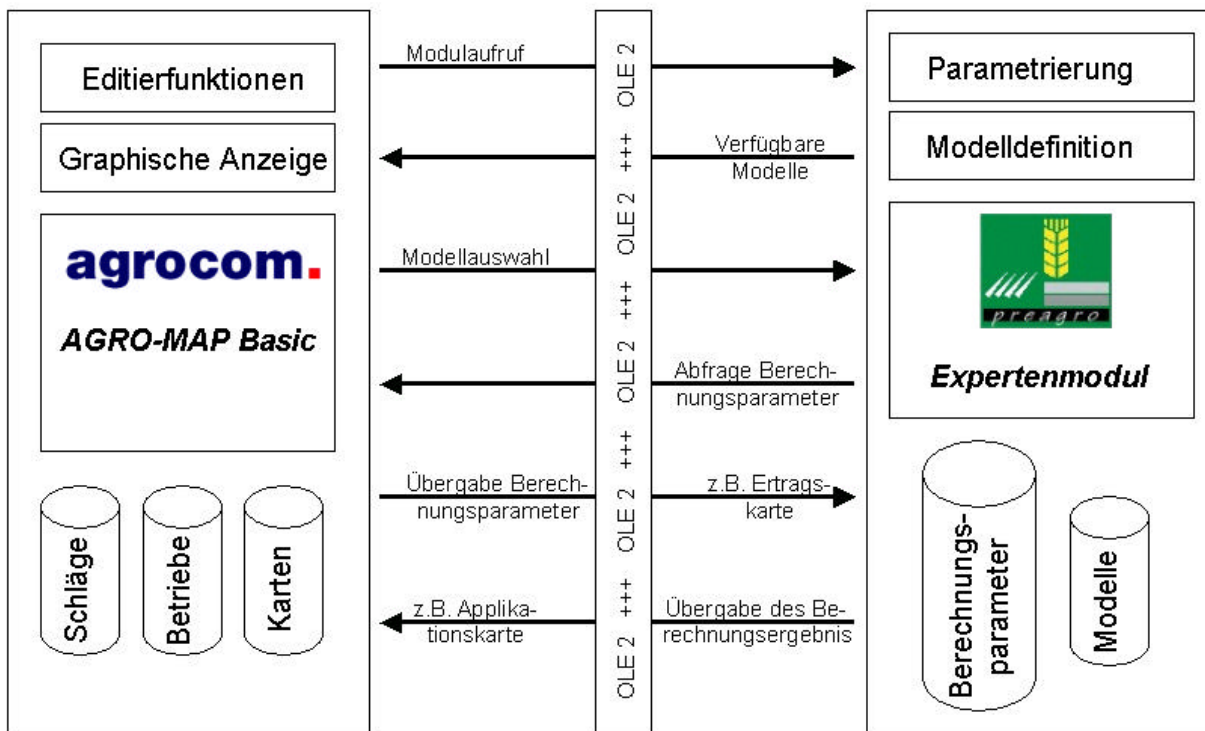 Editierfunktionen
Graphische Anzeige
agrocom.
AGRO-MAP Basic
Schläge
Betriebe
Karten
Modulaufruf
Verfügbare
Modelle
Modellauswahl
Abfrage Berech-
nungsparameter
Übergabe Berech-
nungsparameter
z.B. Ertrags-
karte
z.B. Applika-
tionskarte
Übergabe des Be-
rechnungsergebnis
OLE 2 +++ OLE 2 +++ OLE 2 +++ OLE 2 +++ OLE 2
Parametrierung
Modelldefinition
preagro
Expertenmodul
Berechnungs-
parameter
Modelle